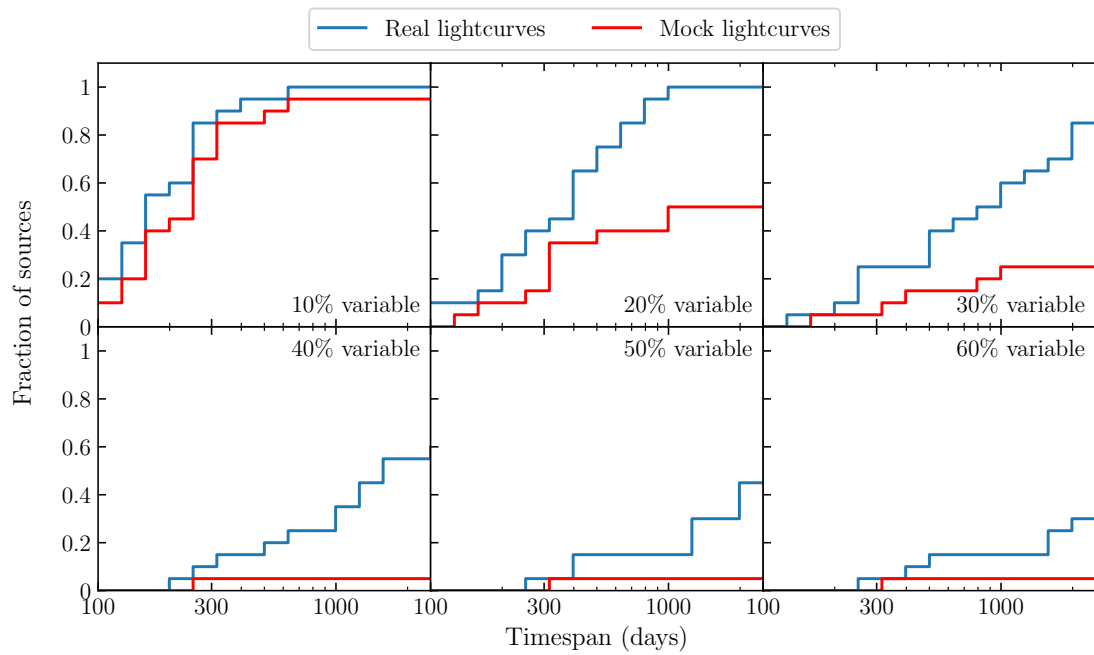 Real lightcurves Mock lightcurves
Fraction of sources
1
0.8
0.6
0.4
0.2
0
10% variable 20% variable 30% variable
40% variable 50% variable 60% variable
1
0.8
0.6
0.4
0.2
0
100 300 1000 100 300 1000 100 300 1000
Timespan (days)